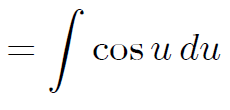 = ∫ cos u du